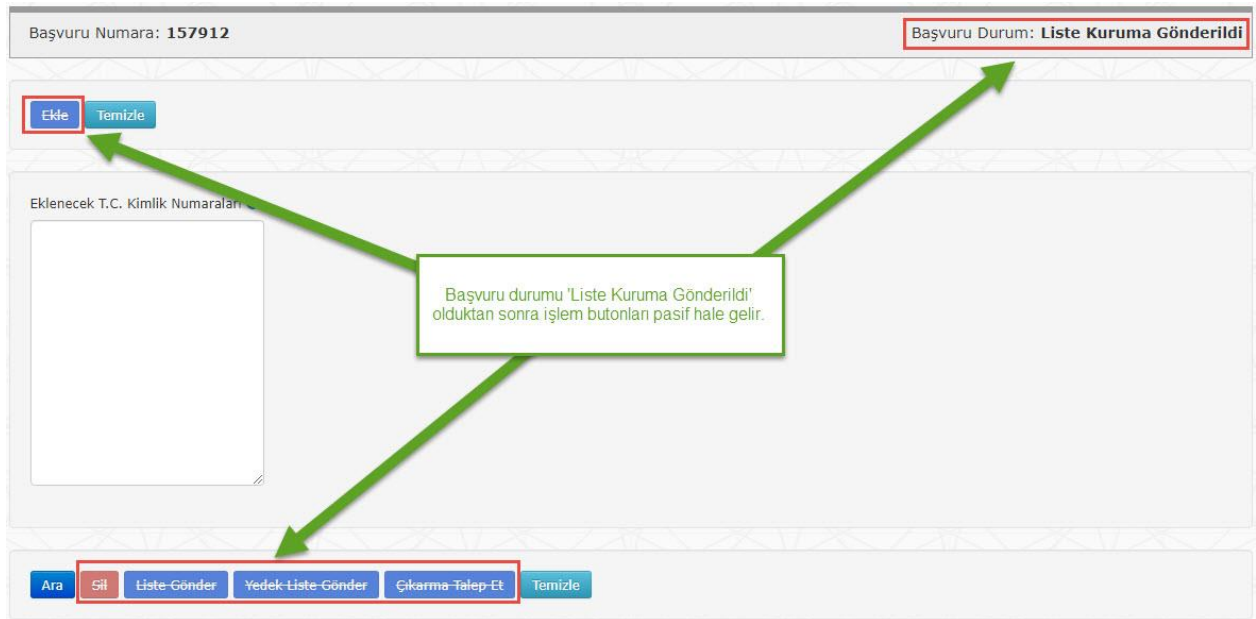 Başvuru Numara: 157912
Başvuru Durum: Liste Kuruma Gönderildi
Ekle Temizle
Eklenecek T.C. Kimlik Numaraları
Başvuru durumu 'Liste Kuruma Gönderildi'
olduktan sonra işlem butonları pasif hale gelir.
Ara Sil Liste Gönder Yedek Liste Gönder Çıkarma Talep Et Temizle